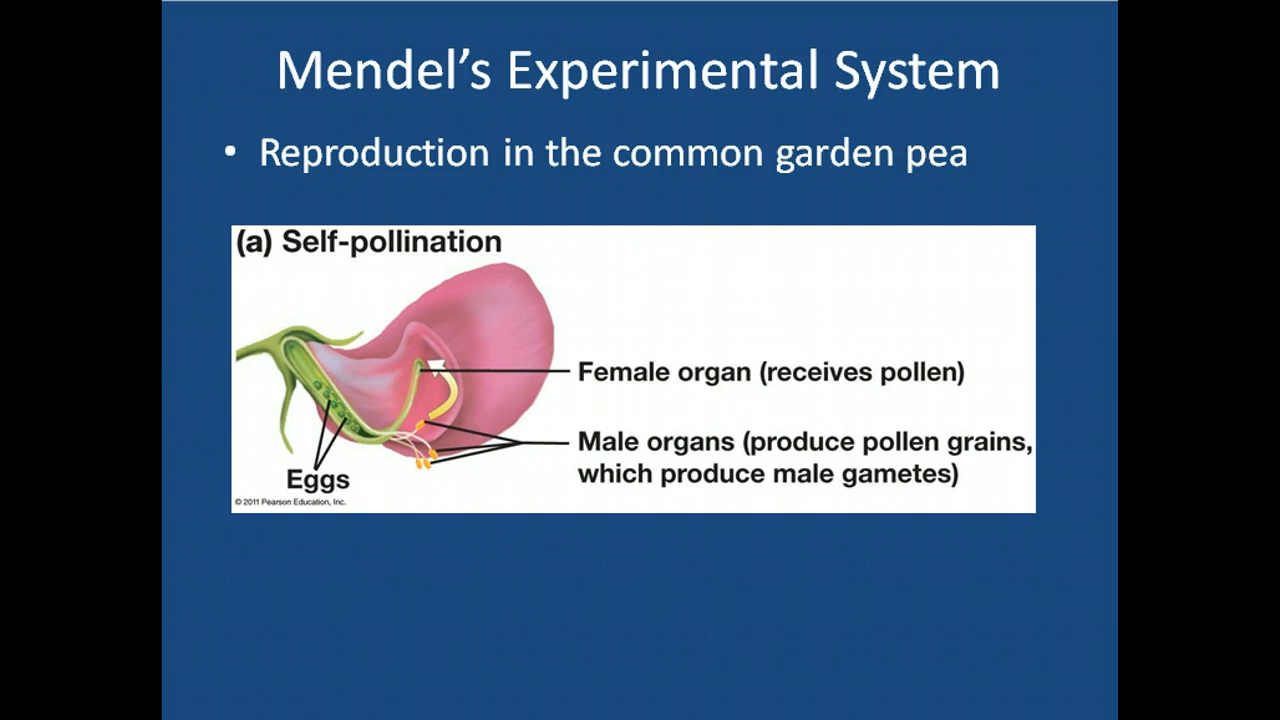 Mendel's Experimental System
• Reproduction in the common garden pea
(a) Self-pollination
Female organ (receives pollen)
Male organs (produce pollen grains,
which produce male gametes)
Eggs
© 2011 Pearson Education, Inc.